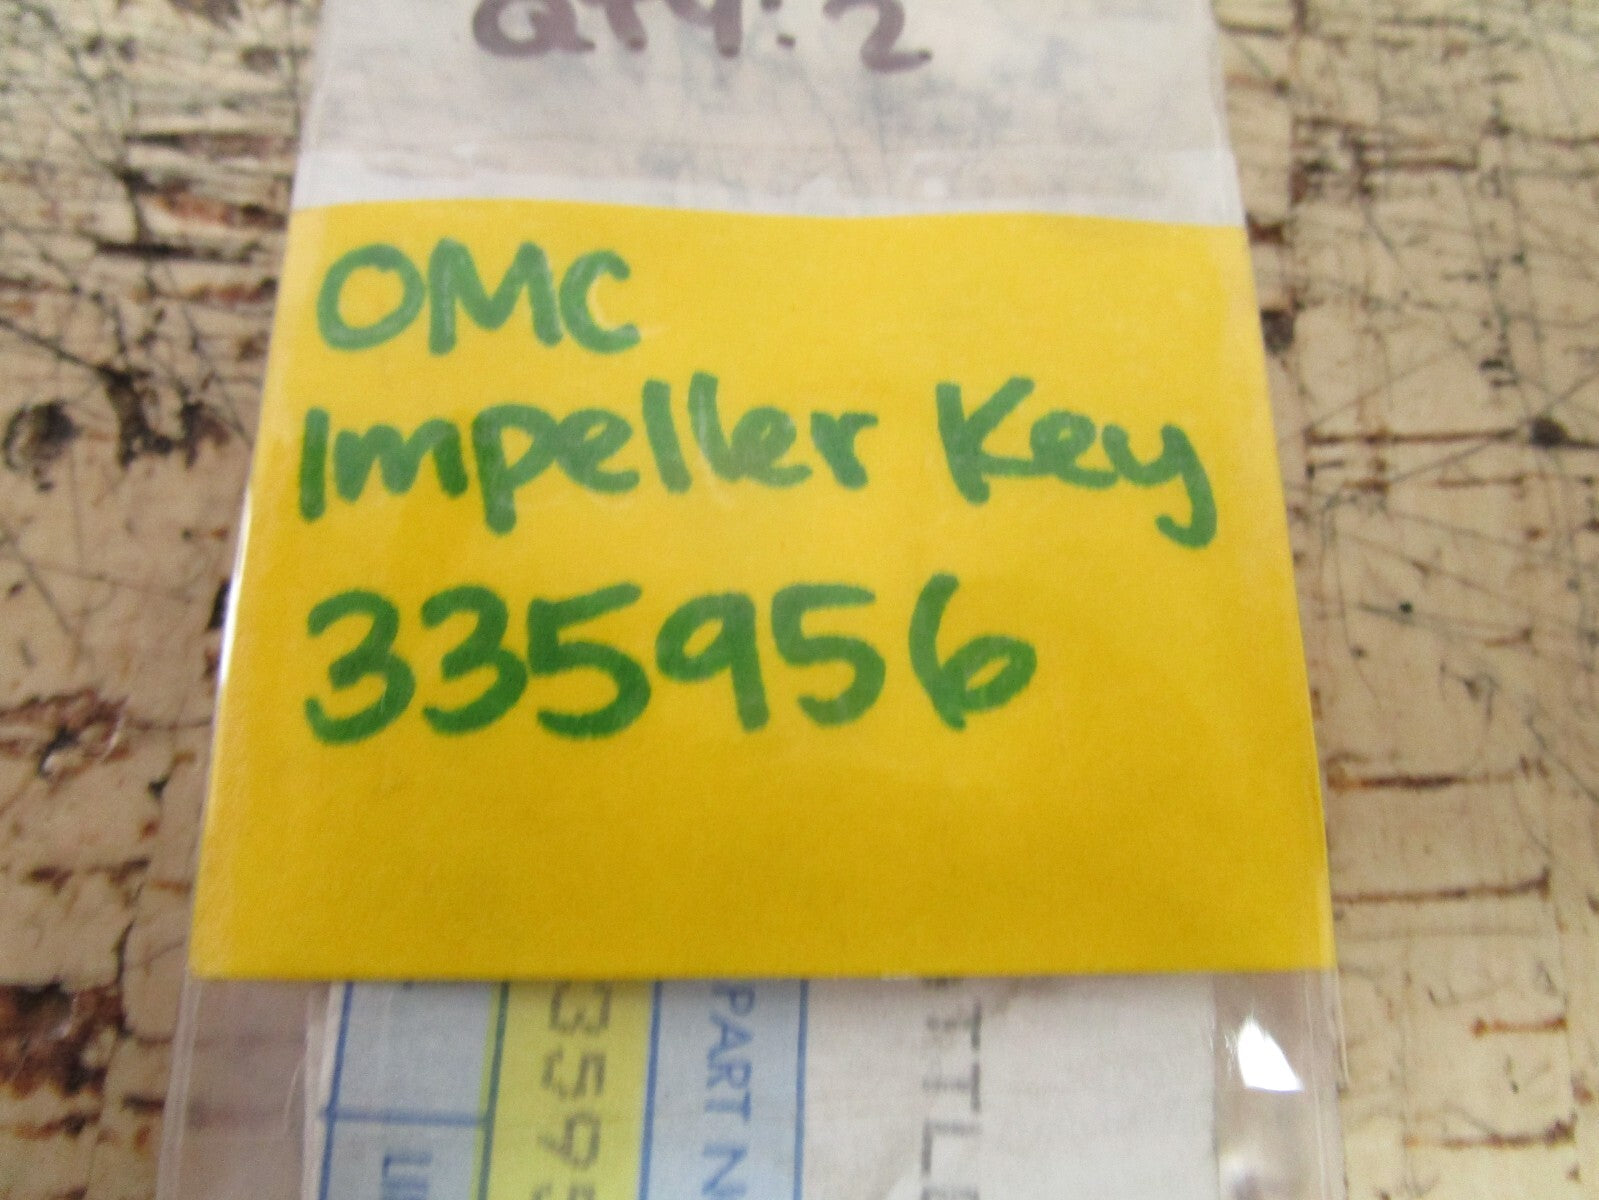 QTY: 2
OMC
Impeller Key
335956
PART N